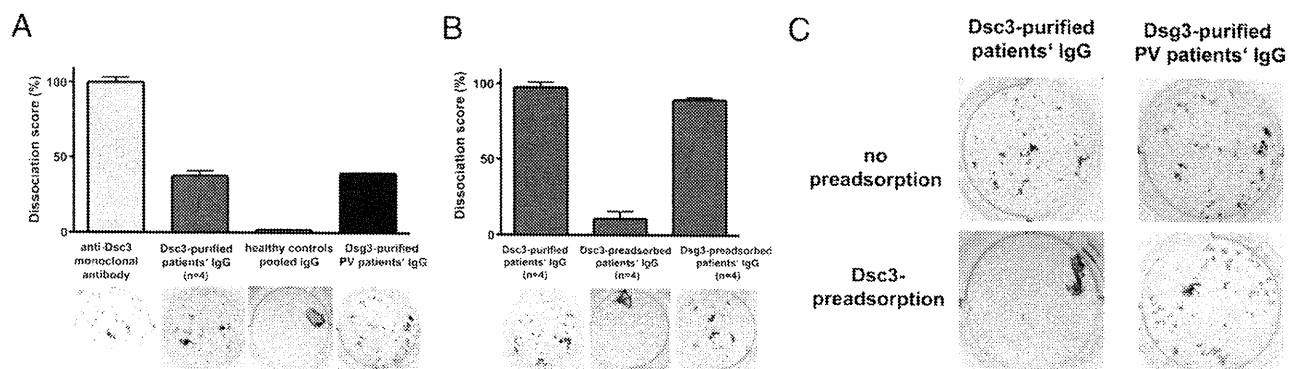 A
Dissociation score (%)
100
50
0
anti-Dsc3
monoclonal
antibody
Dsc3-purified
patients' IgG
(n=4)
healthy controls
pooled IgG
Dsg3-purified
PV patients' IgG
B
Dissociation score (%)
100
50
0
Dsc3-purified
patients' IgG
(n=4)
Dsc3-preadsorbed
patients' IgG
(n=4)
Dsg3-preadsorbed
patients' IgG
(n=4)
C
Dsc3-purified
patients' IgG
Dsg3-purified
PV patients' IgG
no
preadsorption
Dsc3-
preadsorption